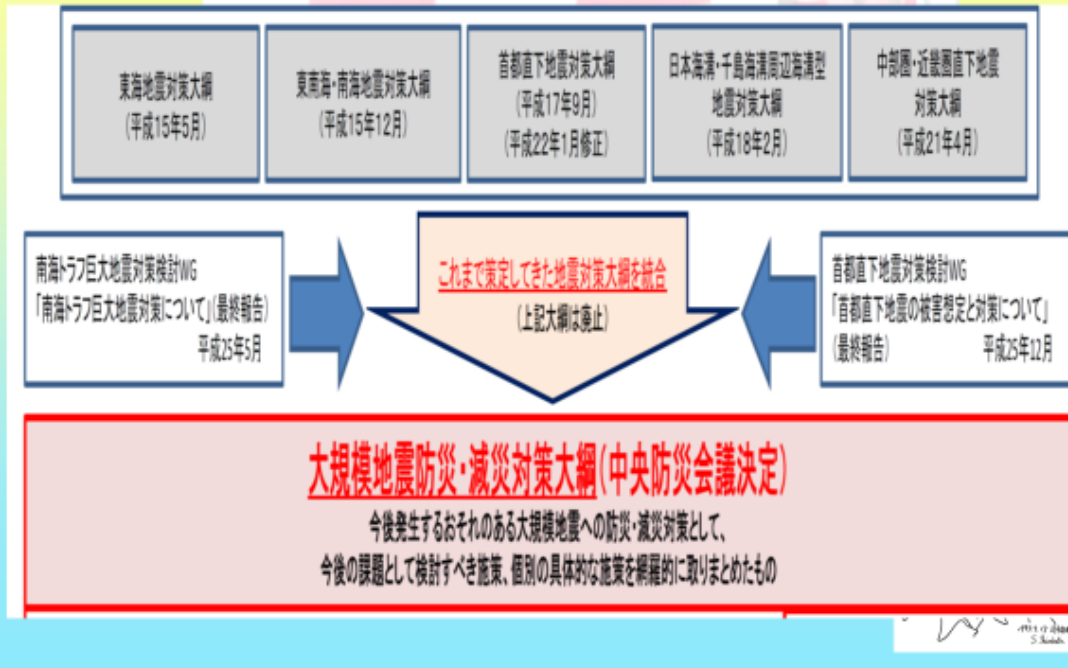 東海地震対策大綱
(平成15年5月)
東南海・南海地震対策大綱
(平成15年12月)
首都直下地震対策大綱
(平成17年9月)
(平成22年1月修正)
日本海溝・千島海溝周辺海溝型
地震対策大綱
(平成18年2月)
中部圏・近畿圏直下地震
対策大綱
(平成21年4月)
南海トラフ巨大地震対策検討WG
「南海トラフ巨大地震対策について」(最終報告)
平成25年5月
これまで策定してきた地震対策大綱を統合
(上記大綱は廃止)
首都直下地震対策検討WG
「首都直下地震の被害想定と対策について」
(最終報告) 平成25年12月
大規模地震防災・減災対策大綱(中央防災会議決定)
今後発生するおそれのある大規模地震への防災・減災対策として、
今後の課題として検討すべき施策、個別の具体的な施策を網羅的に取りまとめたもの